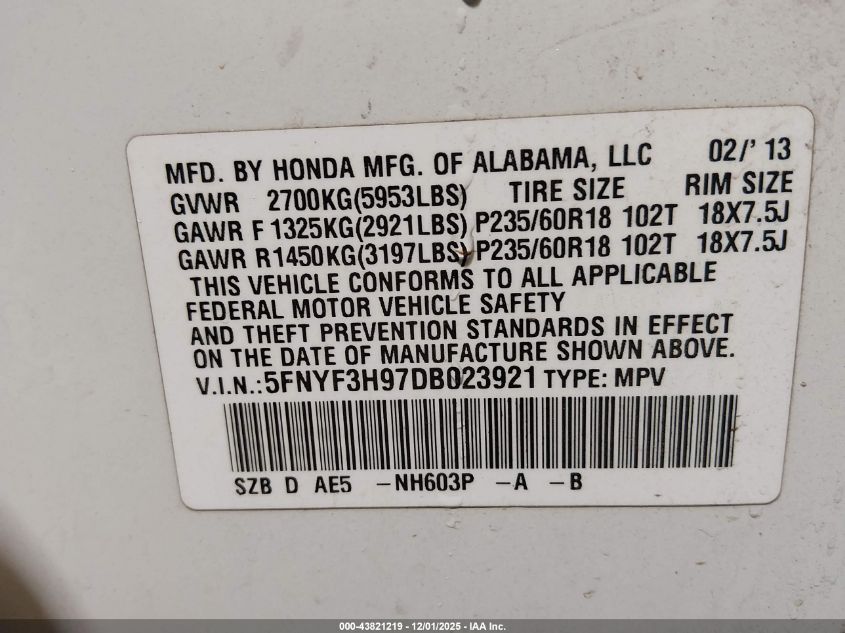 MFD. BY HONDA MFG. OF ALABAMA, LLC 02/'13
GVWR 2700KG(5953LBS) TIRE SIZE RIM SIZE
GAWR F 1325KG(2921LBS) P235/60R18 102T 18X7.5J
GAWR R1450KG(3197LBS) P235/60R18 102T 18X7.5J
THIS VEHICLE CONFORMS TO ALL APPLICABLE
FEDERAL MOTOR VEHICLE SAFETY
AND THEFT PREVENTION STANDARDS IN EFFECT
ON THE DATE OF MANUFACTURE SHOWN ABOVE.
V.I.N.:5FNYF3H97DB023921 TYPE: MPV
SZB D AE5 -NH603P -A -B
000-43821219 - 12/01/2025 - IAA Inc.